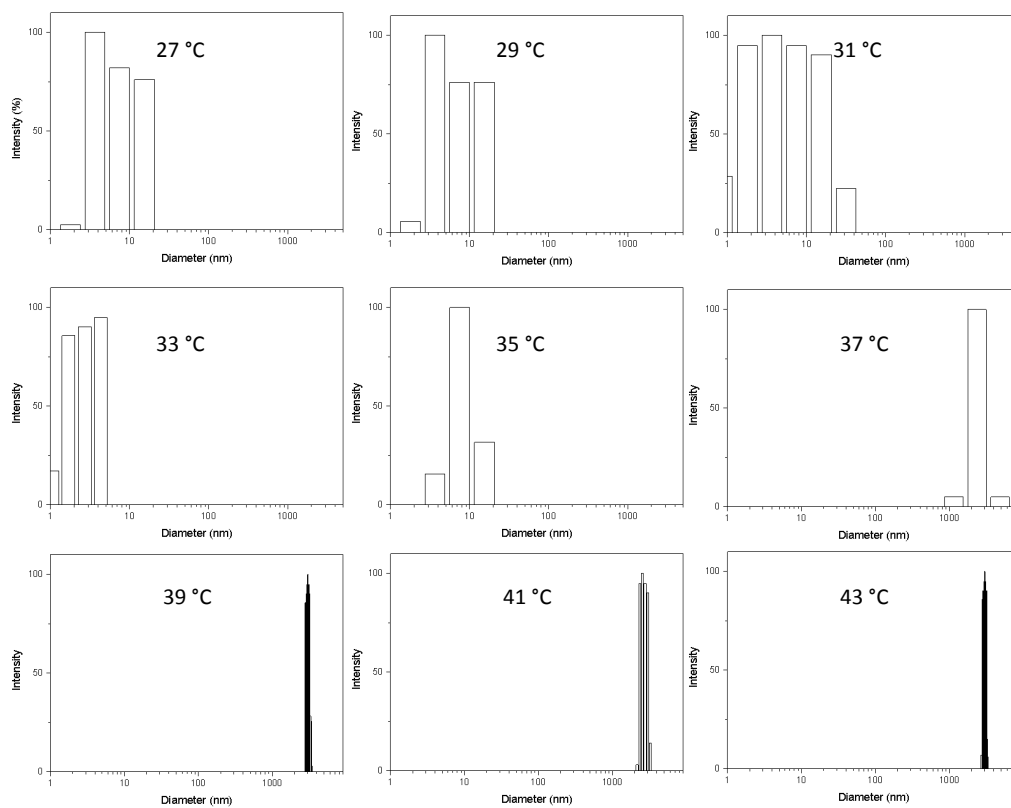 27 °C
Intensity (%)
100
50
0
1 10 100 1000
Diameter (nm)
29 °C
Intensity
100
50
0
1 10 100 1000
Diameter (nm)
31 °C
Intensity
100
50
0
1 10 100 1000
Diameter (nm)
33 °C
Intensity
100
50
0
1 10 100 1000
Diameter (nm)
35 °C
Intensity
100
50
0
1 10 100 1000
Diameter (nm)
37 °C
Intensity
100
50
0
1 10 100 1000
Diameter (nm)
39 °C
Intensity
100
50
0
1 10 100 1000
Diameter (nm)
41 °C
Intensity
100
50
0
1 10 100 1000
Diameter (nm)
43 °C
Intensity
100
50
0
1 10 100 1000
Diameter (nm)